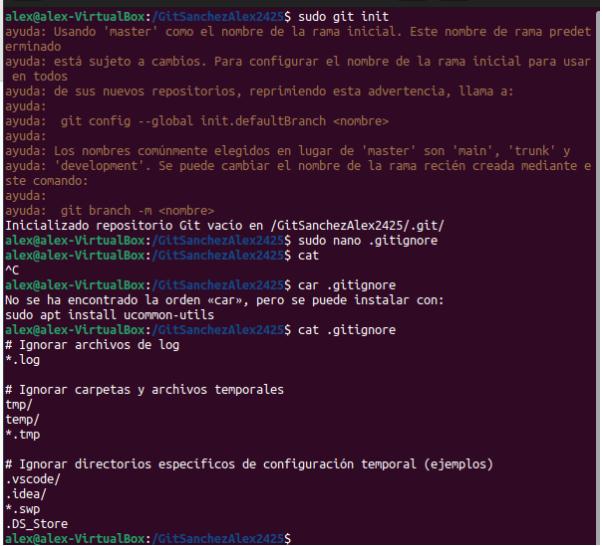 alex@alex-VirtualBox:/GitSanchezAlex2425$ sudo git init
ayuda: Usando 'master' como el nombre de la rama inicial. Este nombre de rama predet
erminado
ayuda: está sujeto a cambios. Para configurar el nombre de la rama inicial para usar
 en todos
ayuda: de sus nuevos repositorios, reprimiendo esta advertencia, llama a:
ayuda:
ayuda:  git config --global init.defaultBranch <nombre>
ayuda:
ayuda: Los nombres comúnmente elegidos en lugar de 'master' son 'main', 'trunk' y
ayuda: 'development'. Se puede cambiar el nombre de la rama recién creada mediante e
ste comando:
ayuda:
ayuda:  git branch -m <nombre>
Inicializado repositorio Git vacío en /GitSanchezAlex2425/.git/
alex@alex-VirtualBox:/GitSanchezAlex2425$ sudo nano .gitignore
alex@alex-VirtualBox:/GitSanchezAlex2425$ cat
^C
alex@alex-VirtualBox:/GitSanchezAlex2425$ car .gitignore
No se ha encontrado la orden «car», pero se puede instalar con:
sudo apt install ucommon-utils
alex@alex-VirtualBox:/GitSanchezAlex2425$ cat .gitignore
# Ignorar archivos de log
*.log

# Ignorar carpetas y archivos temporales
tmp/
temp/
*.tmp

# Ignorar directorios específicos de configuración temporal (ejemplos)
.vscode/
.idea/
*.swp
.DS_Store
alex@alex-VirtualBox:/GitSanchezAlex2425$